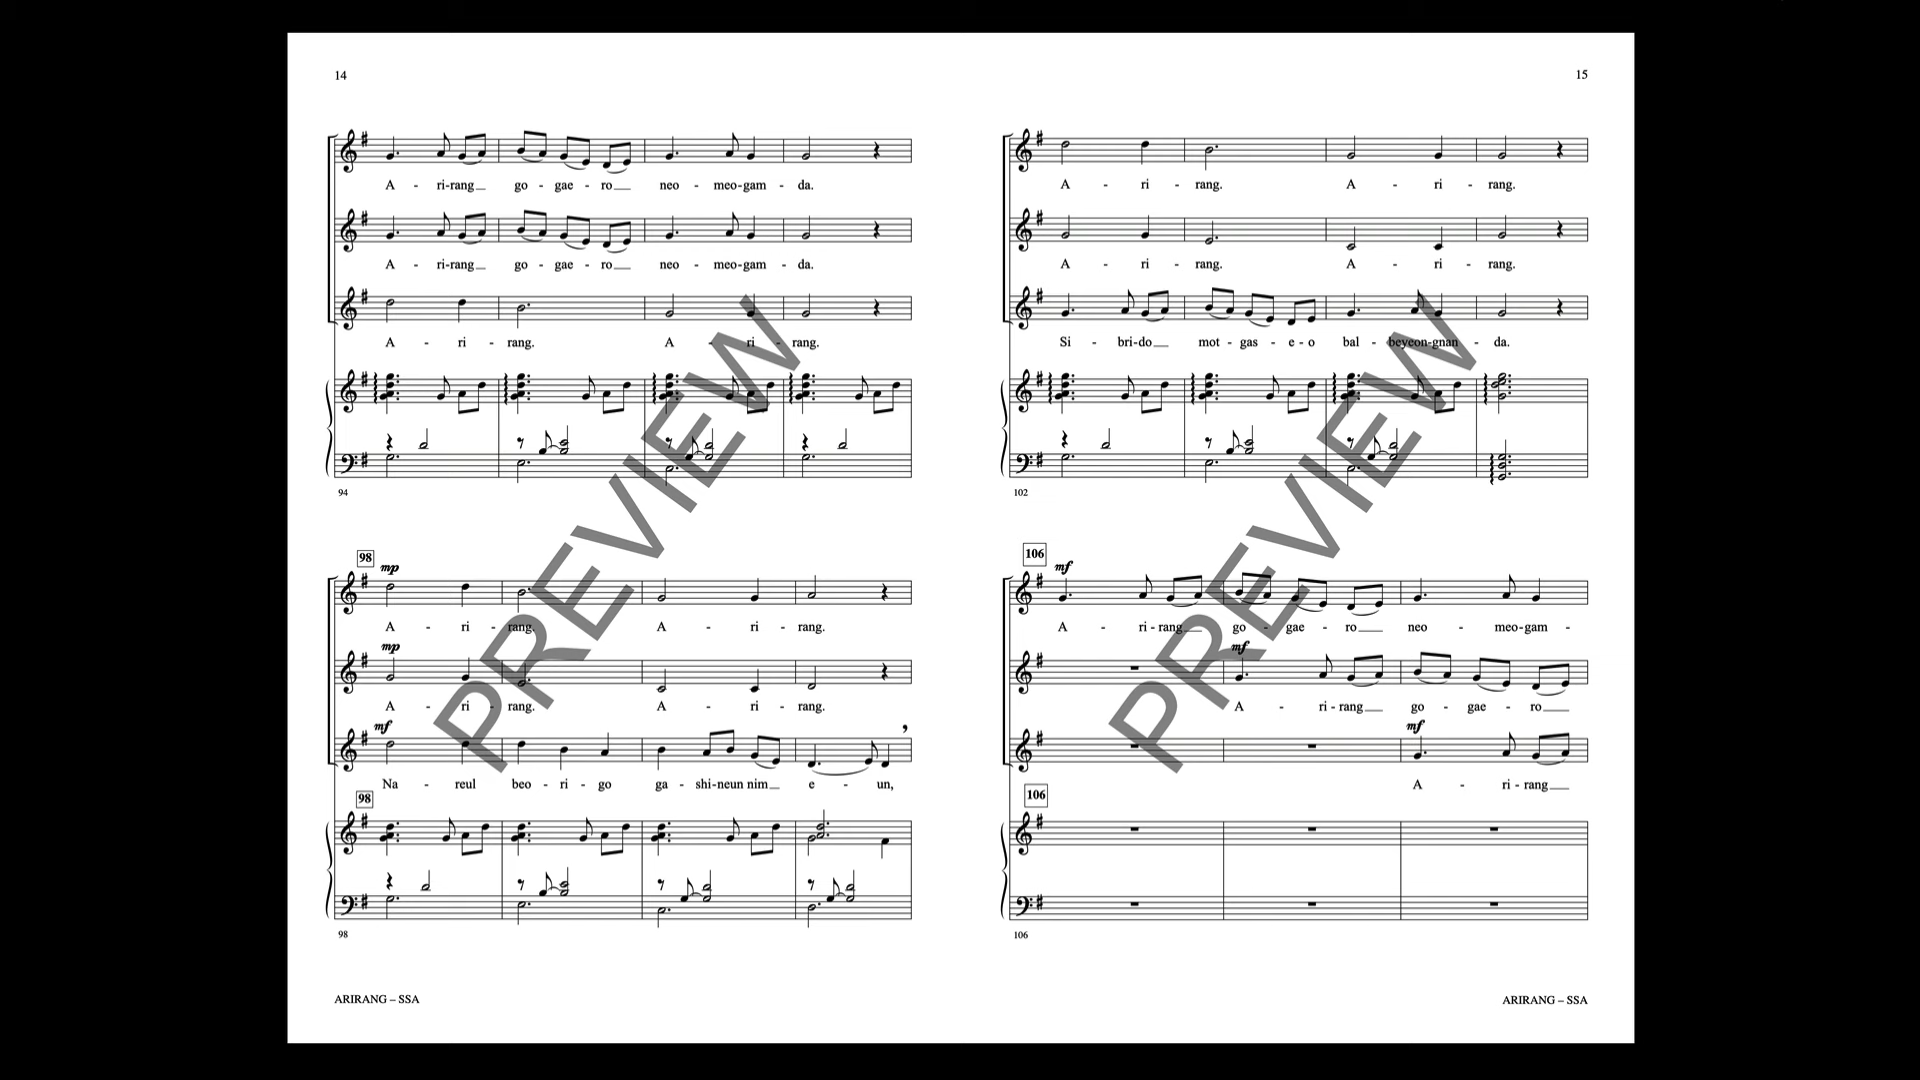 14
A - ri-rang go - gae - ro neo - meo-gam - da.
A - ri-rang go - gae - ro neo - meo-gam - da.
A - ri - rang. A - ri - rang.
94
98
mp
A - ri - rang. A - ri - rang.
mp
A - ri - rang. A - ri - rang.
mf
Na - reul beo - ri - go ga - shi-neun nim e - un,
98
98
ARIRANG – SSA
PREVIEW
15
A - ri - rang. A - ri - rang.
A - ri - rang. A - ri - rang.
Si - bri-do mot - gas - e - o bal - beyeon-gnan - da.
102
106
mf
A - ri - rang go - gae - ro neo - meo-gam -
mf
A - ri - rang go - gae - ro
mf
A - ri - rang
106
106
ARIRANG – SSA
PREVIEW